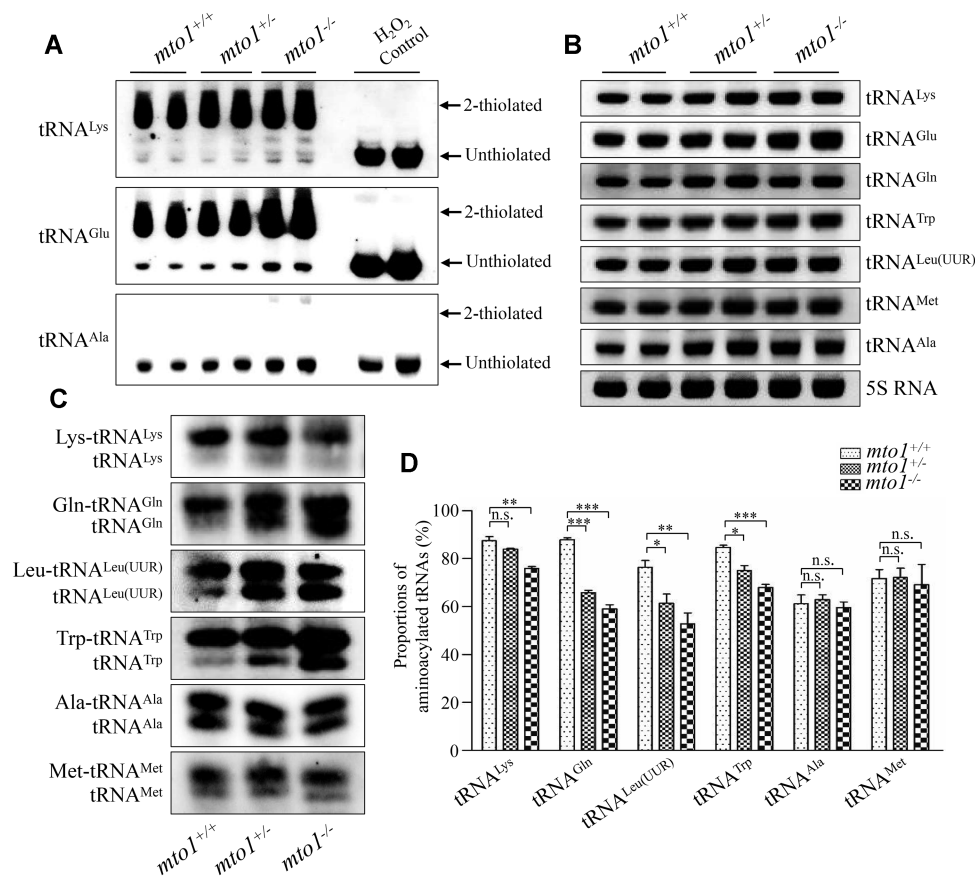 A
mto1+/+
mto1+/-
mto1-/-
H2O2
Control
tRNALys
2-thiolated
Unthiolated
tRNAGlu
2-thiolated
Unthiolated
tRNAAla
2-thiolated
Unthiolated
B
mto1+/+
mto1+/-
mto1-/-
tRNALys
tRNAGlu
tRNAGln
tRNATrp
tRNALeu(UUR)
tRNAMet
tRNAAla
5S RNA
C
Lys-tRNALys
tRNALys
Gln-tRNAGln
tRNAGln
Leu-tRNALeu(UUR)
tRNALeu(UUR)
Trp-tRNATrp
tRNATrp
Ala-tRNAAla
tRNAAla
Met-tRNAMet
tRNAMet
mto1+/+
mto1+/-
mto1-/-
D
mto1+/+
mto1+/-
mto1-/-
Proportions of
aminoacylated tRNAs (%)
100
80
60
40
20
0
**
n.s.
***
***
**
*
***
*
n.s.
n.s.
n.s.
n.s.
tRNALys
tRNAGln
tRNALeu(UUR)
tRNATrp
tRNAAla
tRNAMet